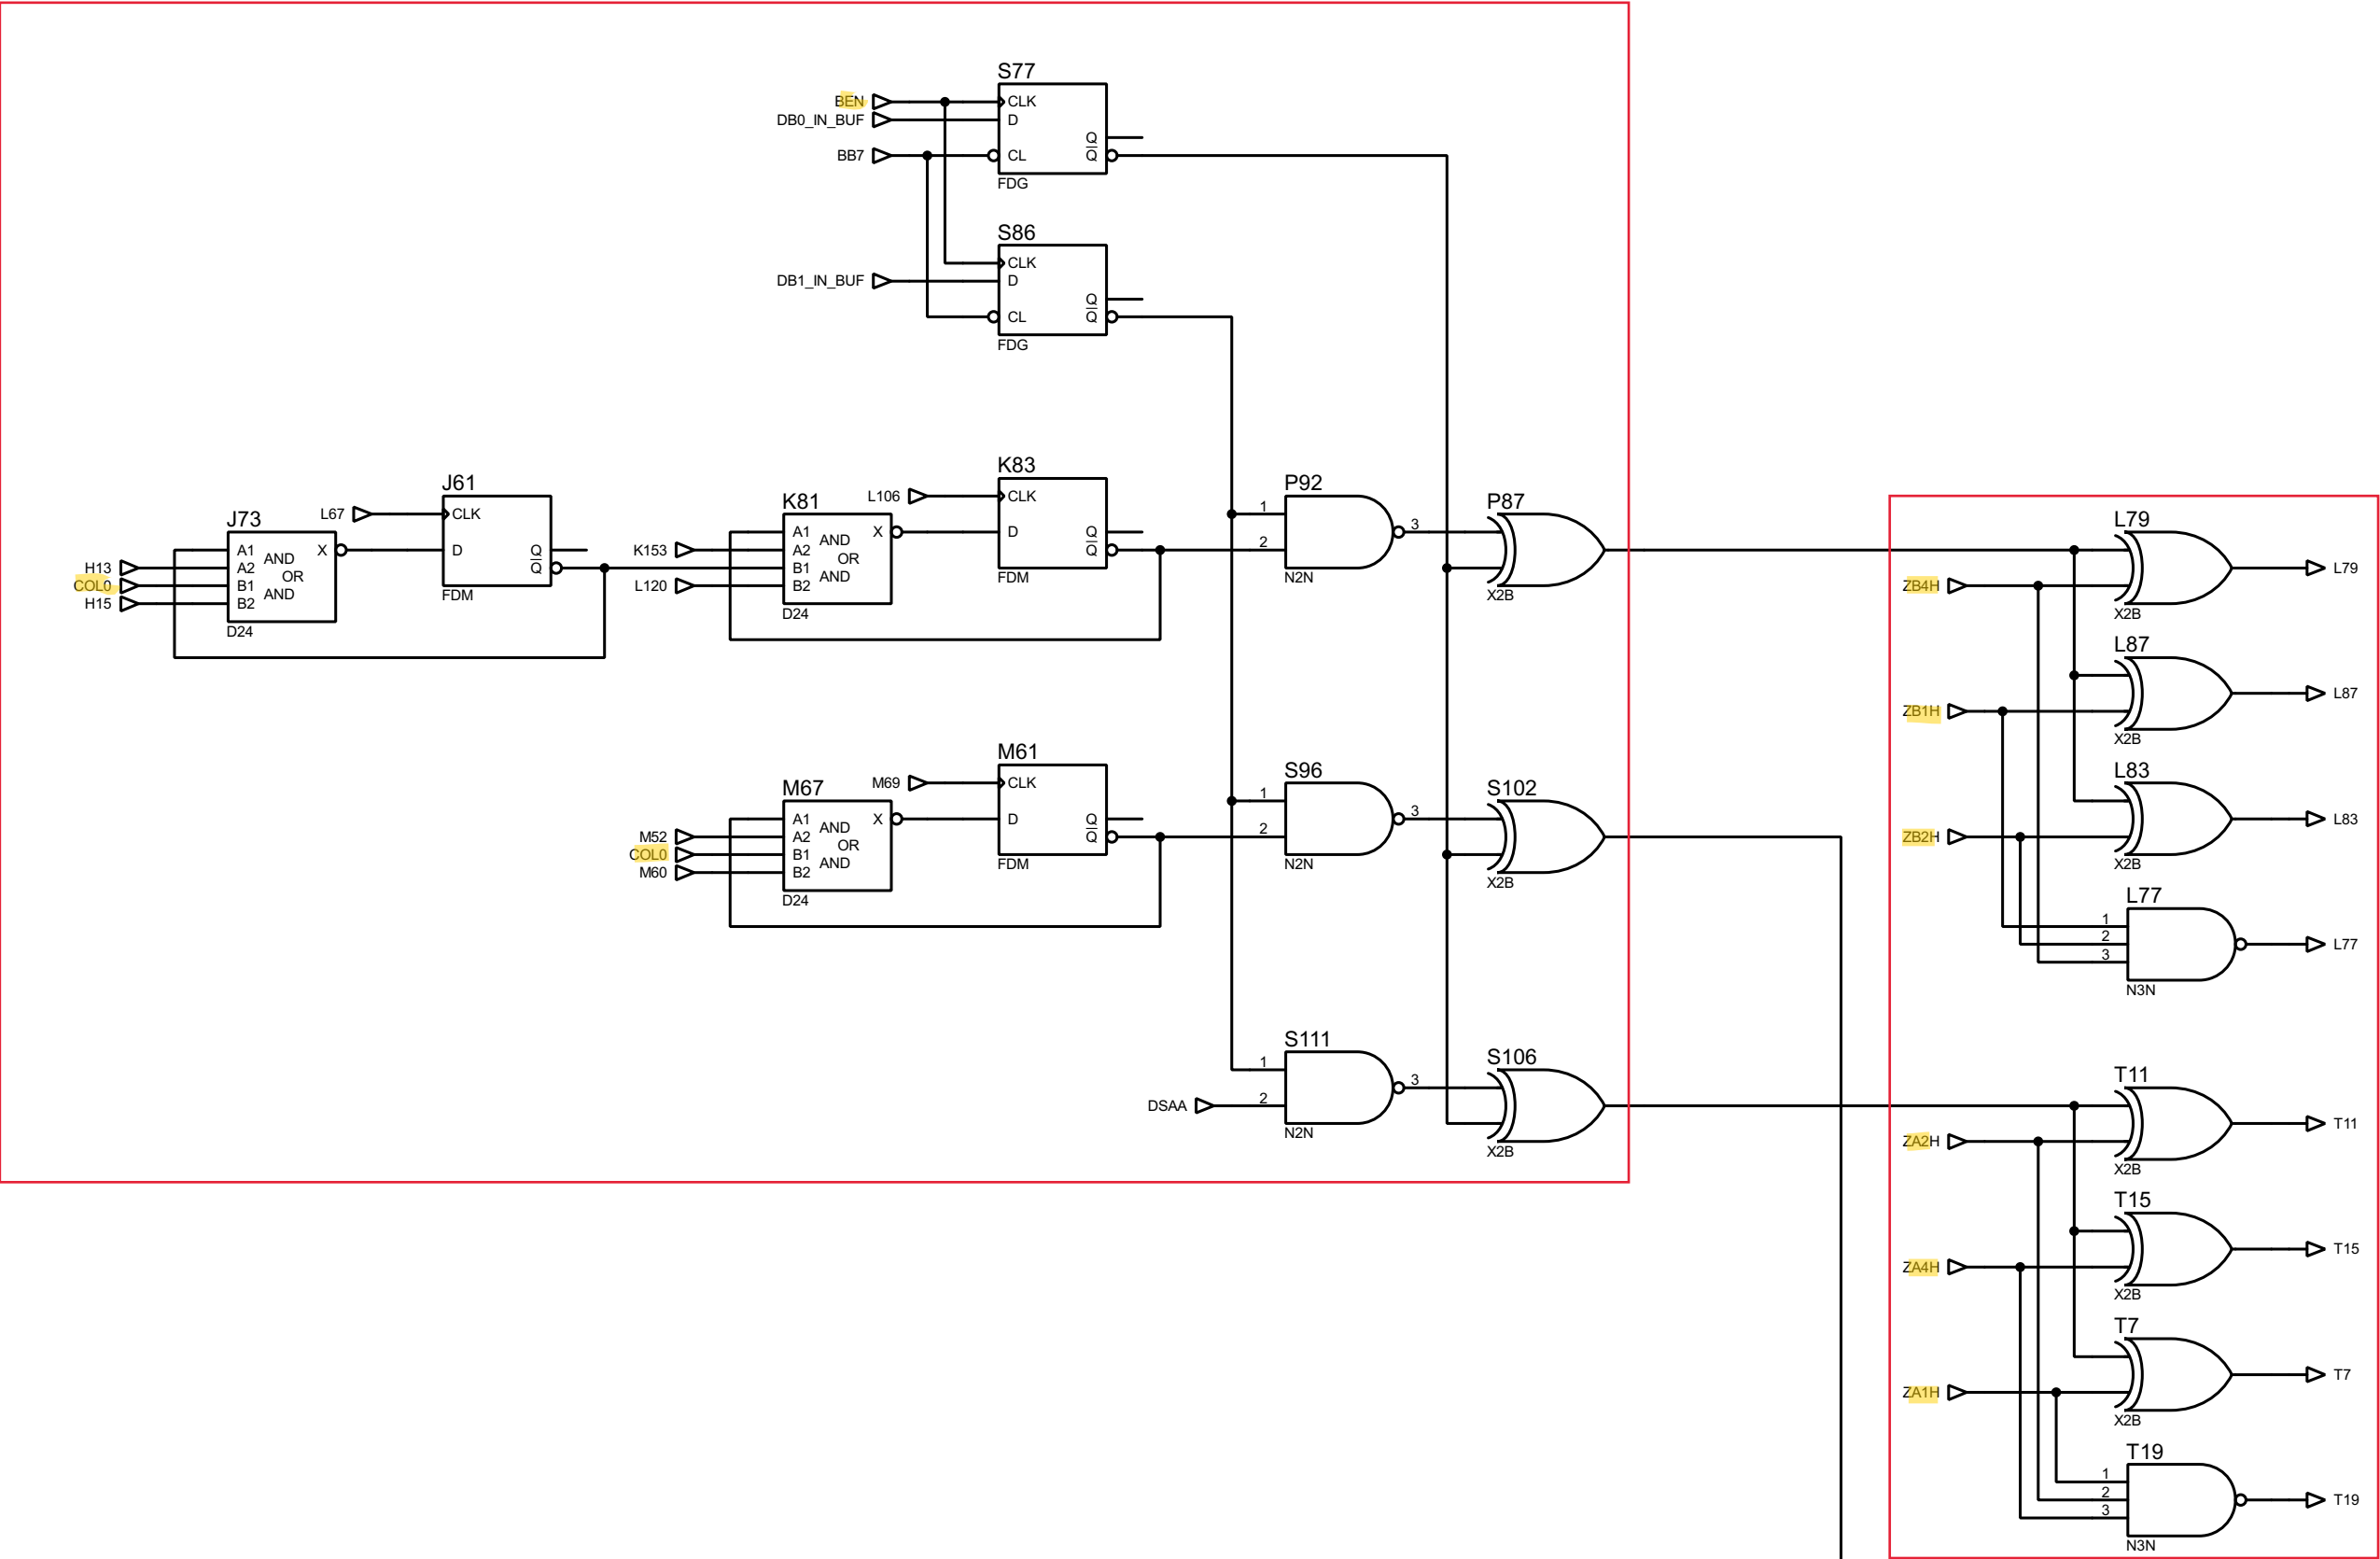 S77
BEN
CLK
DB0_IN_BUF
D
Q
BB7
CL
Q
FDG
S86
CLK
DB1_IN_BUF
D
Q
CL
Q
FDG
J73
H13
COL0
H15
A1
A2
B1
B2
AND
OR
AND
X
D24
J61
L67
CLK
D
Q
Q
FDM
K81
K153
L120
A1
A2
B1
B2
AND
OR
AND
X
D24
K83
L106
CLK
D
Q
Q
FDM
P92
1
2
3
N2N
P87
X2B
M67
M52
COL0
M60
A1
A2
B1
B2
AND
OR
AND
X
D24
M61
M69
CLK
D
Q
Q
FDM
S96
1
2
3
N2N
S102
X2B
S111
DSAA
1
2
3
N2N
S106
X2B
L79
ZB4H
L79
X2B
L87
ZB1H
L87
X2B
L83
ZB2H
L83
X2B
L77
1
2
3
L77
N3N
T11
ZA2H
T11
X2B
T15
ZA4H
T15
X2B
T7
ZA1H
T7
X2B
T19
1
2
3
T19
N3N